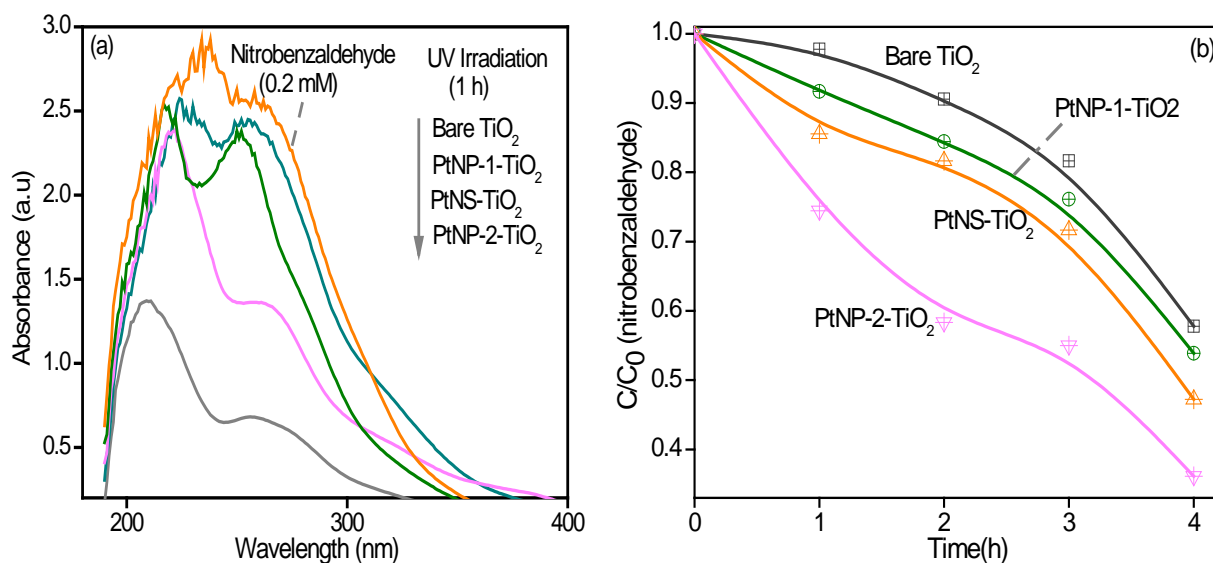 (a)
3.0
2.5
2.0
1.5
1.0
0.5
200
300
400
Absorbance (a.u)
Wavelength(nm)
Nitrobenzaldehyde
(0.2 mM)
UV Irradiation
(1 h)
Bare TiO₂
PtNP-1-TiO₂
PtNS-TiO₂
PtNP-2-TiO₂
(b)
1.0
0.9
0.8
0.7
0.6
0.5
0.4
0
1
2
3
4
C/C₀ (nitrobenzaldehyde)
Time(h)
Bare TiO₂
PtNP-1-TiO2
PtNS-TiO₂
PtNP-2-TiO₂